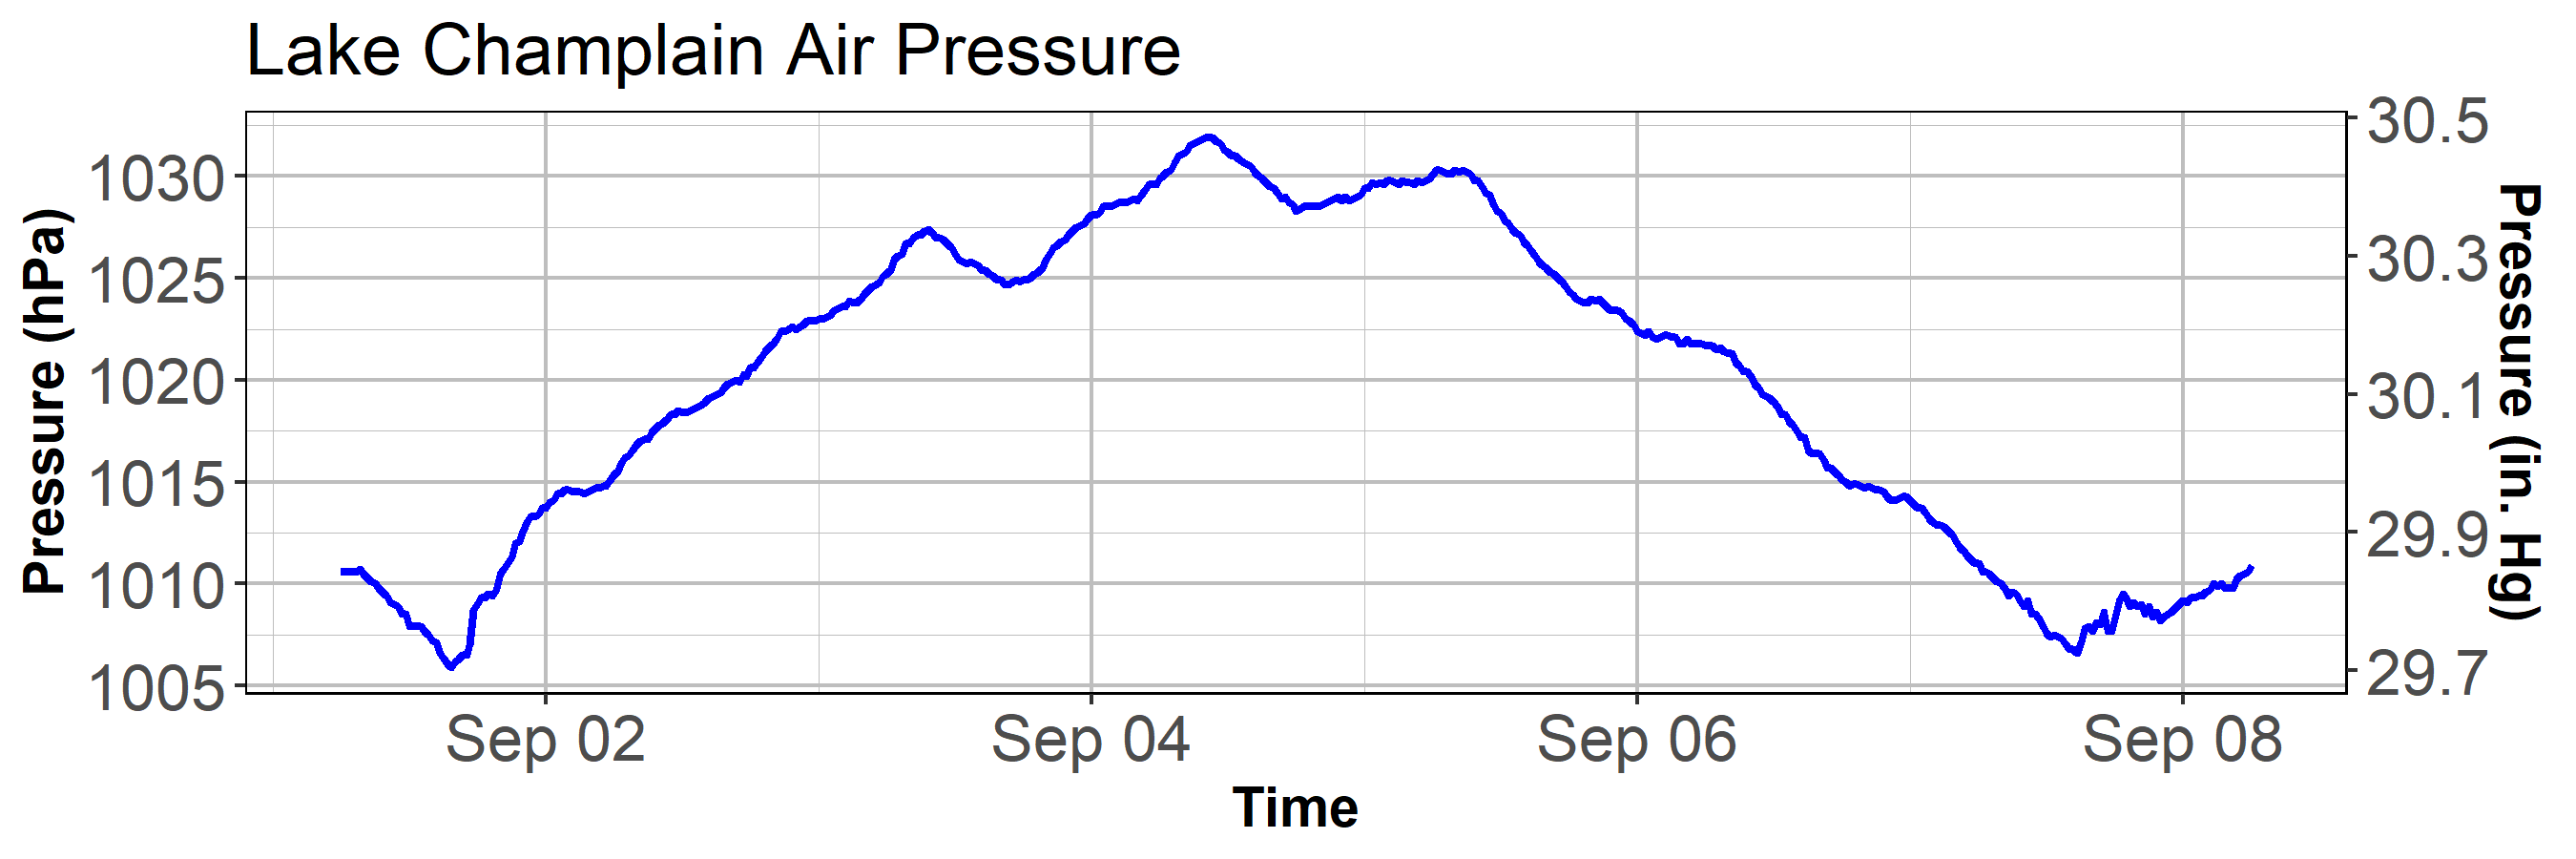 Lake Champlain Air Pressure
Pressure (hPa)
1030
1025
1020
1015
1010
1005
30.5
30.3
30.1
29.9
29.7
Pressure (in. Hg)
Sep 02
Sep 04
Sep 06
Sep 08
Time